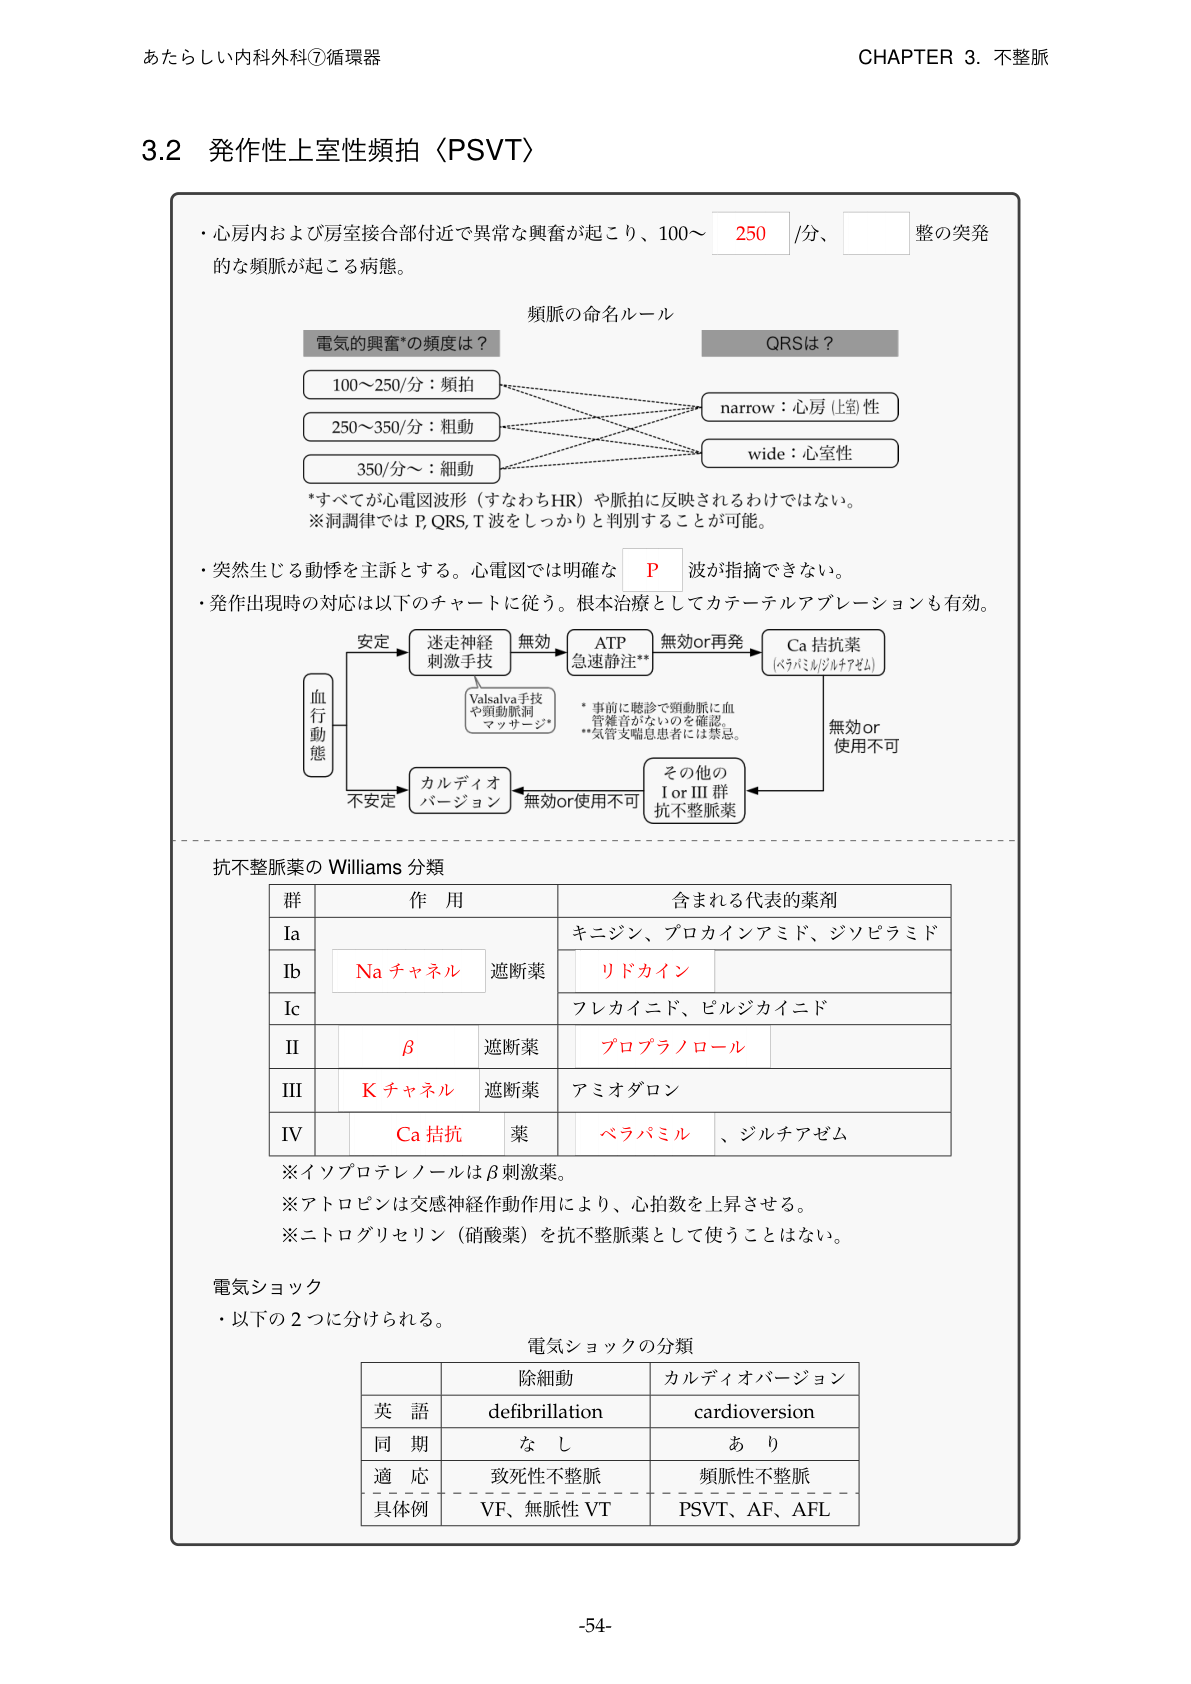 あたらしい内科外科⑦循環器
CHAPTER 3. 不整脈
3.2 発作性上室性頻拍〈PSVT〉
・心房内および房室接合部付近で異常な興奮が起こり、100〜 250 /分、 整の突発
的な頻脈が起こる病態。
頻脈の命名ルール
電気的興奮*の頻度は?
QRSは?
100〜250/分:頻拍
250〜350/分:粗動
350/分〜:細動
narrow:心房(上室)性
wide:心室性
*すべてが心電図波形(すなわちHR)や脈拍に反映されるわけではない。
※洞調律では P, QRS, T 波をしっかりと判別することが可能。
・突然生じる動悸を主訴とする。心電図では明確な P 波が指摘できない。
・発作出現時の対応は以下のチャートに従う。根本治療としてカテーテルアブレーションも有効。
血行動態
安定
迷走神経
刺激手技
無効
ATP
急速静注**
無効or再発
Ca 拮抗薬
(ベラパミル/ジルチアゼム)
Valsalva手技
や頸動脈洞
マッサージ*
* 事前に聴診で頸動脈に血
管雑音がないのを確認。
**気管支喘息患者には禁忌。
無効or
使用不可
不安定
カルディオ
バージョン
無効or使用不可
その他の
I or III 群
抗不整脈薬
抗不整脈薬の Williams 分類
群 作 用 含まれる代表的薬剤
Ia キニジン、プロカインアミド、ジソピラミド
Ib Na チャネル 遮断薬 リドカイン
Ic フレカイニド、ピルジカイニド
II β 遮断薬 プロプラノロール
III K チャネル 遮断薬 アミオダロン
IV Ca 拮抗 薬 ベラパミル 、ジルチアゼム
※イソプロテレノールはβ刺激薬。
※アトロピンは交感神経作動作用により、心拍数を上昇させる。
※ニトログリセリン(硝酸薬)を抗不整脈薬として使うことはない。
電気ショック
・以下の 2 つに分けられる。
電気ショックの分類
除細動 カルディオバージョン
英 語 defibrillation cardioversion
同 期 な し あ り
適 応 致死性不整脈 頻脈性不整脈
具体例 VF、無脈性 VT PSVT、AF、AFL
-54-